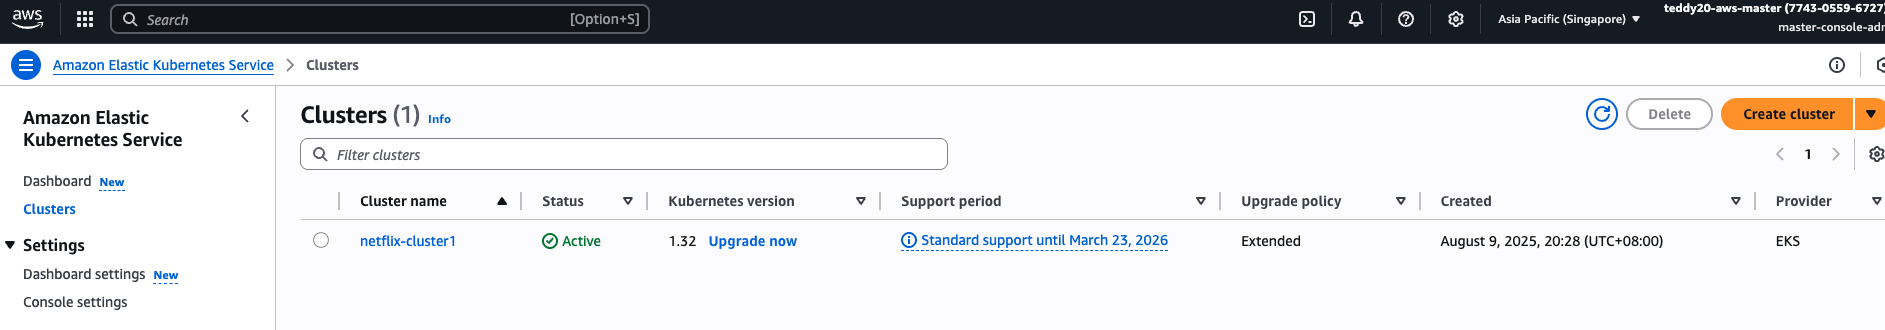 aws
Search [Option+S]
Asia Pacific (Singapore)
teddy20-aws-master (7743-0559-6727)
master-console-adr
Amazon Elastic Kubernetes Service > Clusters
Amazon Elastic
Kubernetes Service
Dashboard New
Clusters
Settings
Dashboard settings New
Console settings
Clusters (1) Info
Delete
Create cluster
Filter clusters
1
Cluster name Status Kubernetes version Support period Upgrade policy Created Provider
netflix-cluster1 Active 1.32 Upgrade now Standard support until March 23, 2026 Extended August 9, 2025, 20:28 (UTC+08:00) EKS